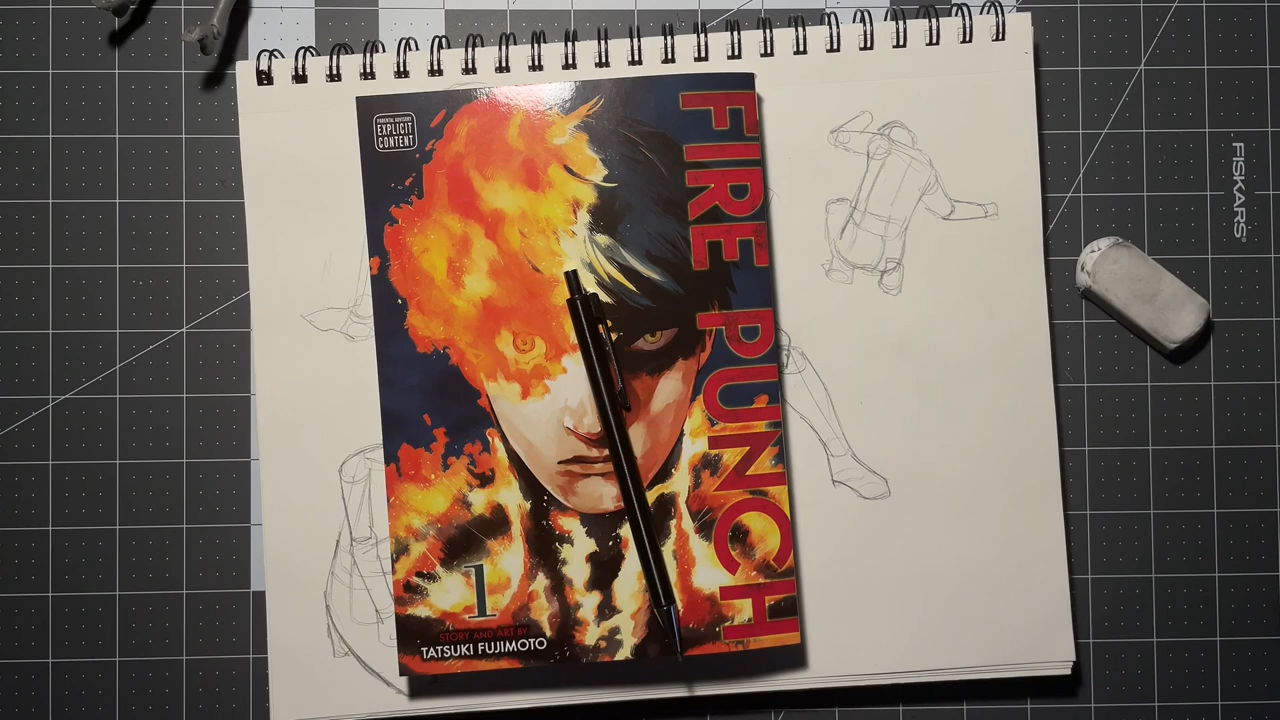 PARENTAL ADVISORY
EXPLICIT
CONTENT
FIRE PUNCH
1
STORY AND ART BY
TATSUKI FUJIMOTO
FISKARS®